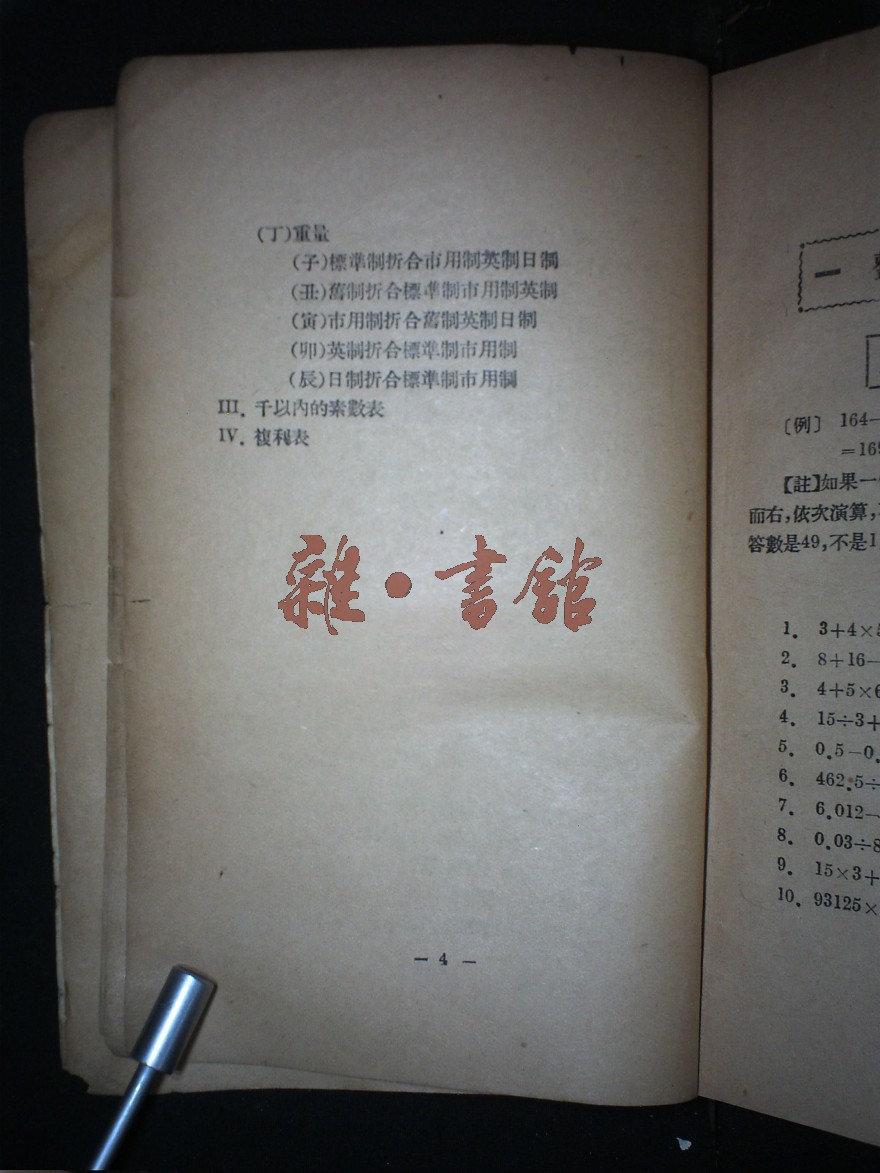 (丁)重量
(子)標準制折合市用制英制日制
(丑)舊制折合標準制市用制英制
(寅)市用制折合舊制英制日制
(卯)英制折合標準制市用制
(辰)日制折合標準制市用制
III. 千以內的素數表
IV. 複利表
雜•書館
— 4 —
一
〔例〕 164—
=169
【註】如果一
而右,依次演算,
答數是49,不是1
1. 3+4×5
2. 8+16—
3. 4+5×6
4. 15÷3+
5. 0.5—0.
6. 462.5÷
7. 6.012—
8. 0.03÷8
9. 15×3+
10. 93125×